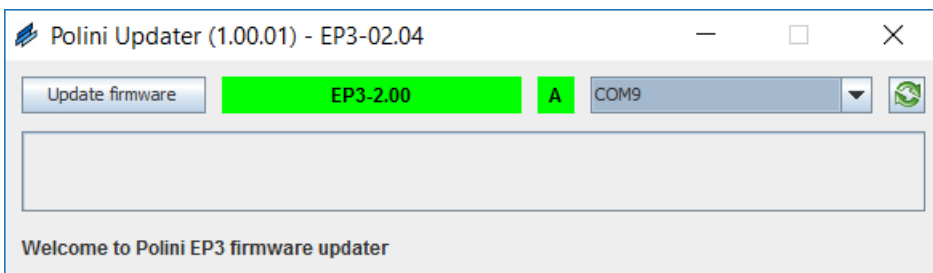 Polini Updater (1.00.01) - EP3-02.04
Update firmware EP3-2.00 A COM9
Welcome to Polini EP3 firmware updater